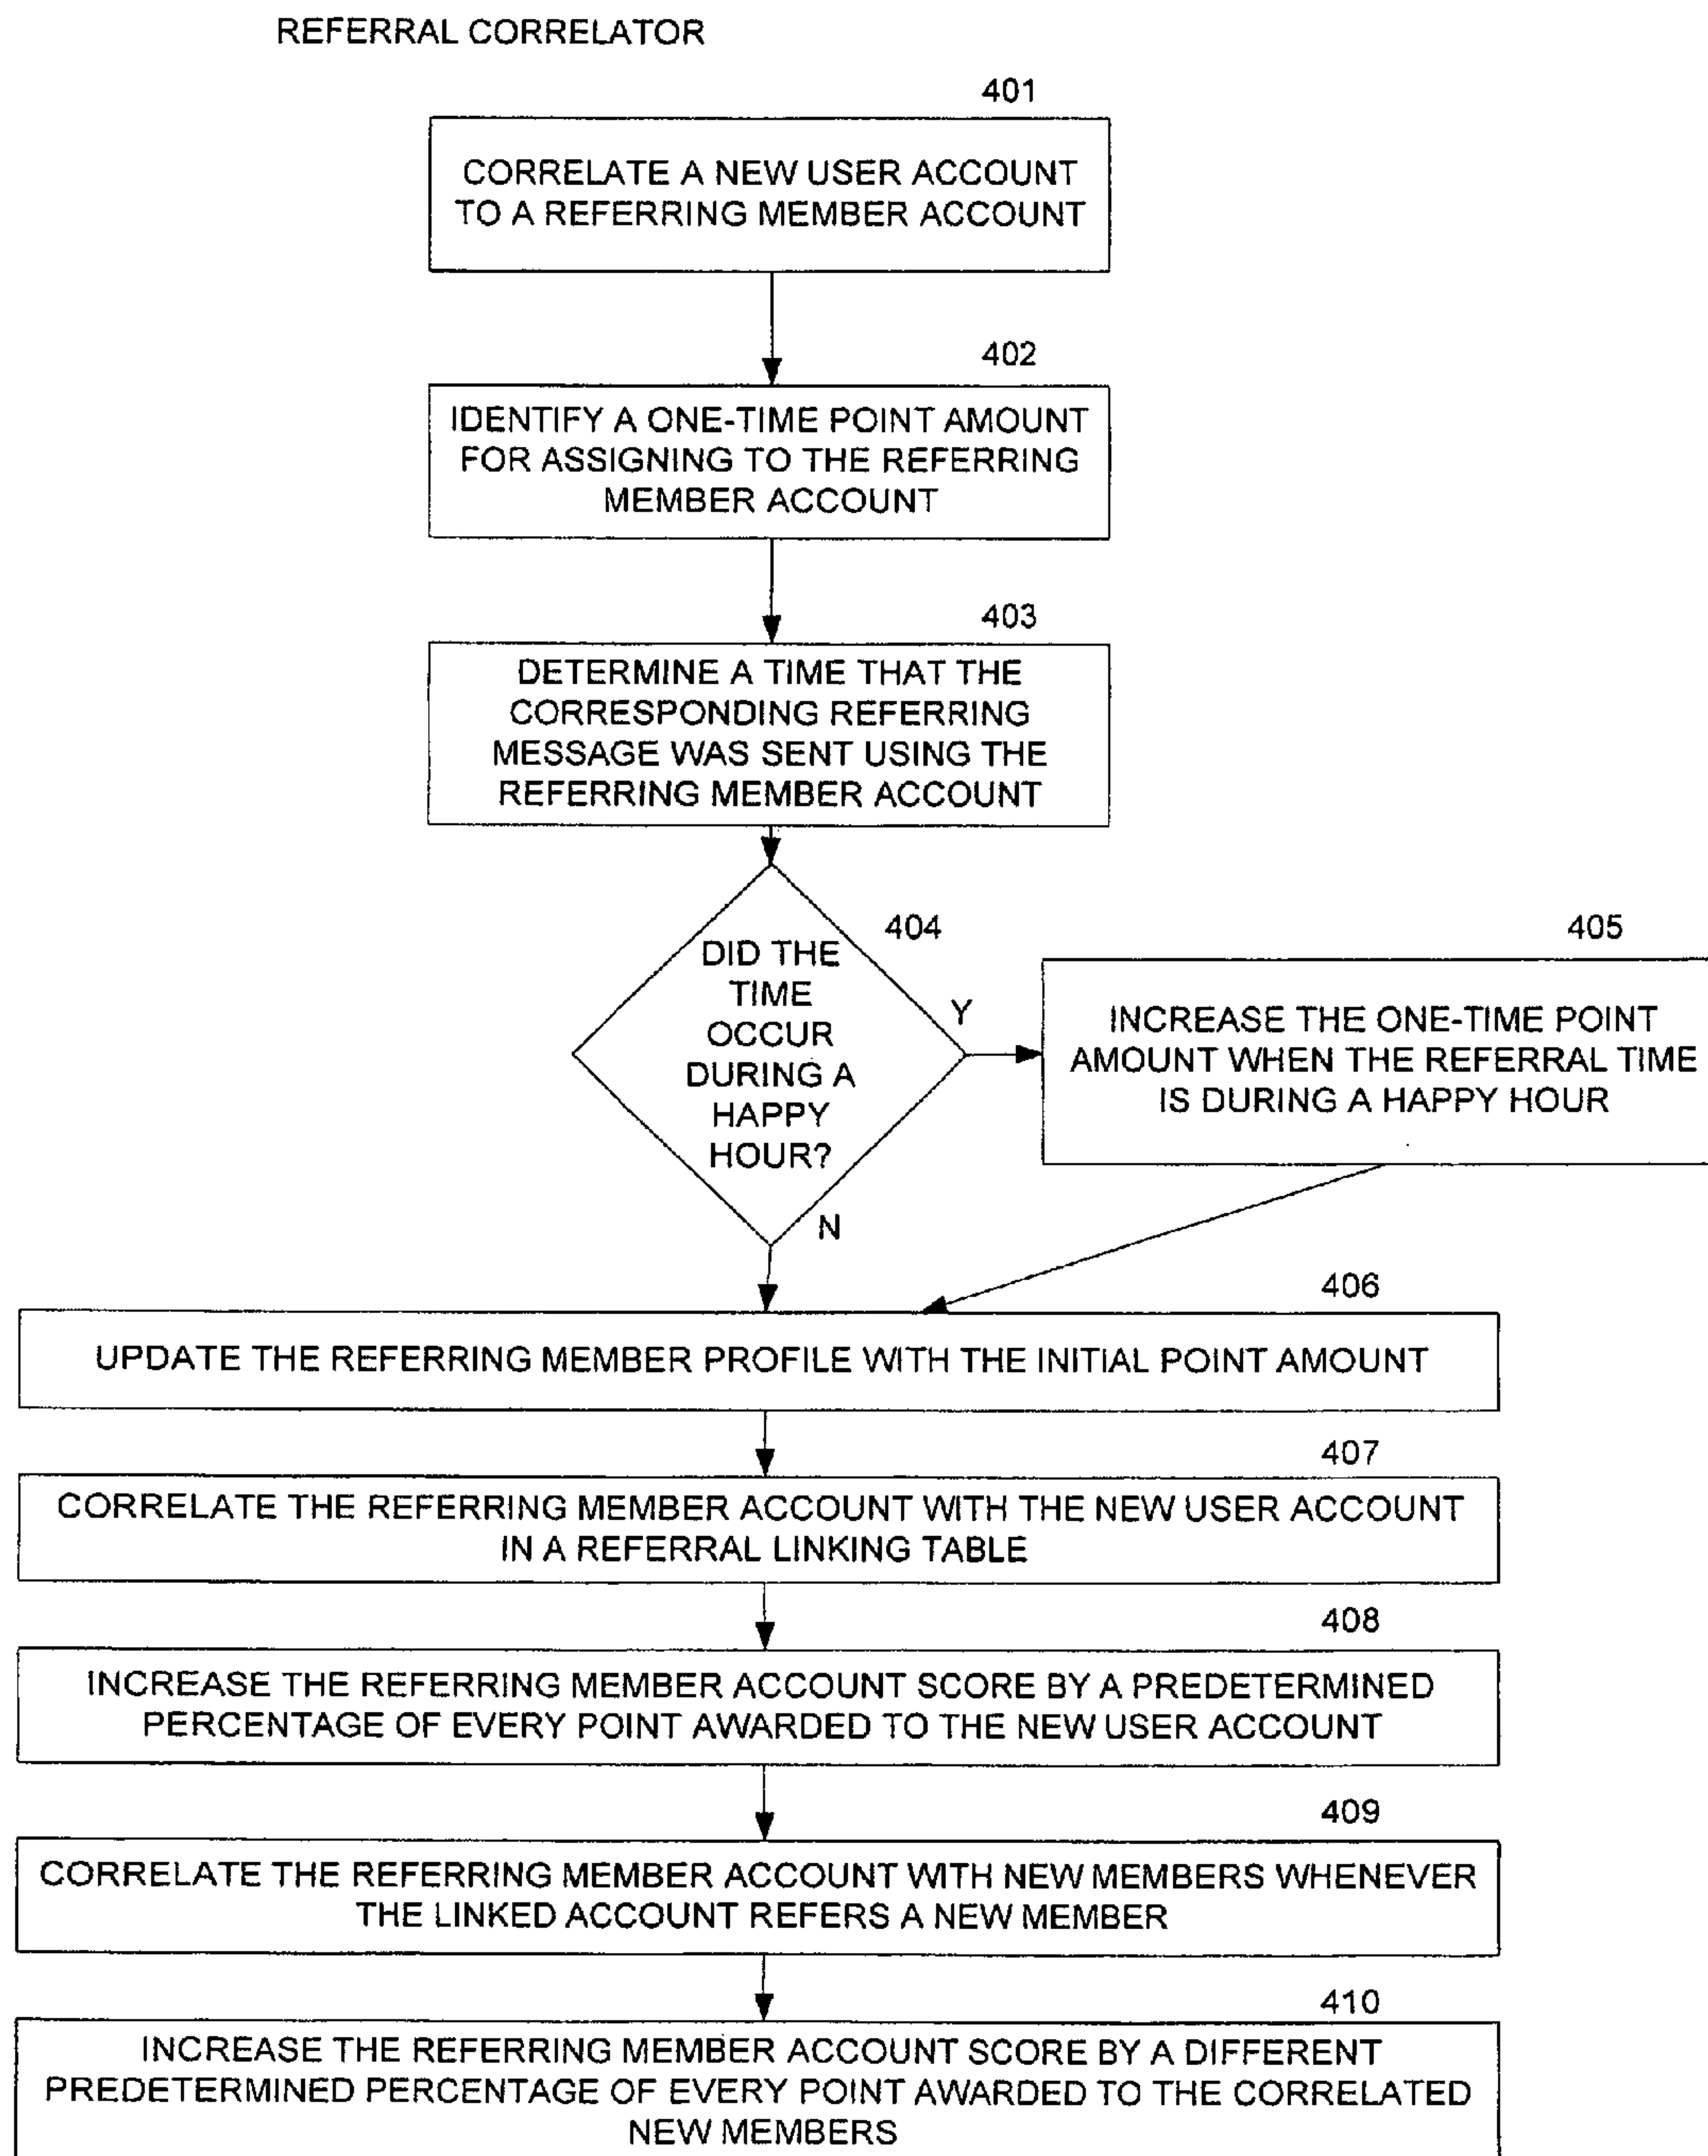 REFERRAL CORRELATOR
401
CORRELATE A NEW USER ACCOUNT
TO A REFERRING MEMBER ACCOUNT
402
IDENTIFY A ONE-TIME POINT AMOUNT
FOR ASSIGNING TO THE REFERRING
MEMBER ACCOUNT
403
DETERMINE A TIME THAT THE
CORRESPONDING REFERRING
MESSAGE WAS SENT USING THE
REFERRING MEMBER ACCOUNT
404
DID THE
TIME
OCCUR
DURING A
HAPPY
HOUR?
Y
N
405
INCREASE THE ONE-TIME POINT
AMOUNT WHEN THE REFERRAL TIME
IS DURING A HAPPY HOUR
406
UPDATE THE REFERRING MEMBER PROFILE WITH THE INITIAL POINT AMOUNT
407
CORRELATE THE REFERRING MEMBER ACCOUNT WITH THE NEW USER ACCOUNT
IN A REFERRAL LINKING TABLE
408
INCREASE THE REFERRING MEMBER ACCOUNT SCORE BY A PREDETERMINED
PERCENTAGE OF EVERY POINT AWARDED TO THE NEW USER ACCOUNT
409
CORRELATE THE REFERRING MEMBER ACCOUNT WITH NEW MEMBERS WHENEVER
THE LINKED ACCOUNT REFERS A NEW MEMBER
410
INCREASE THE REFERRING MEMBER ACCOUNT SCORE BY A DIFFERENT
PREDETERMINED PERCENTAGE OF EVERY POINT AWARDED TO THE CORRELATED
NEW MEMBERS